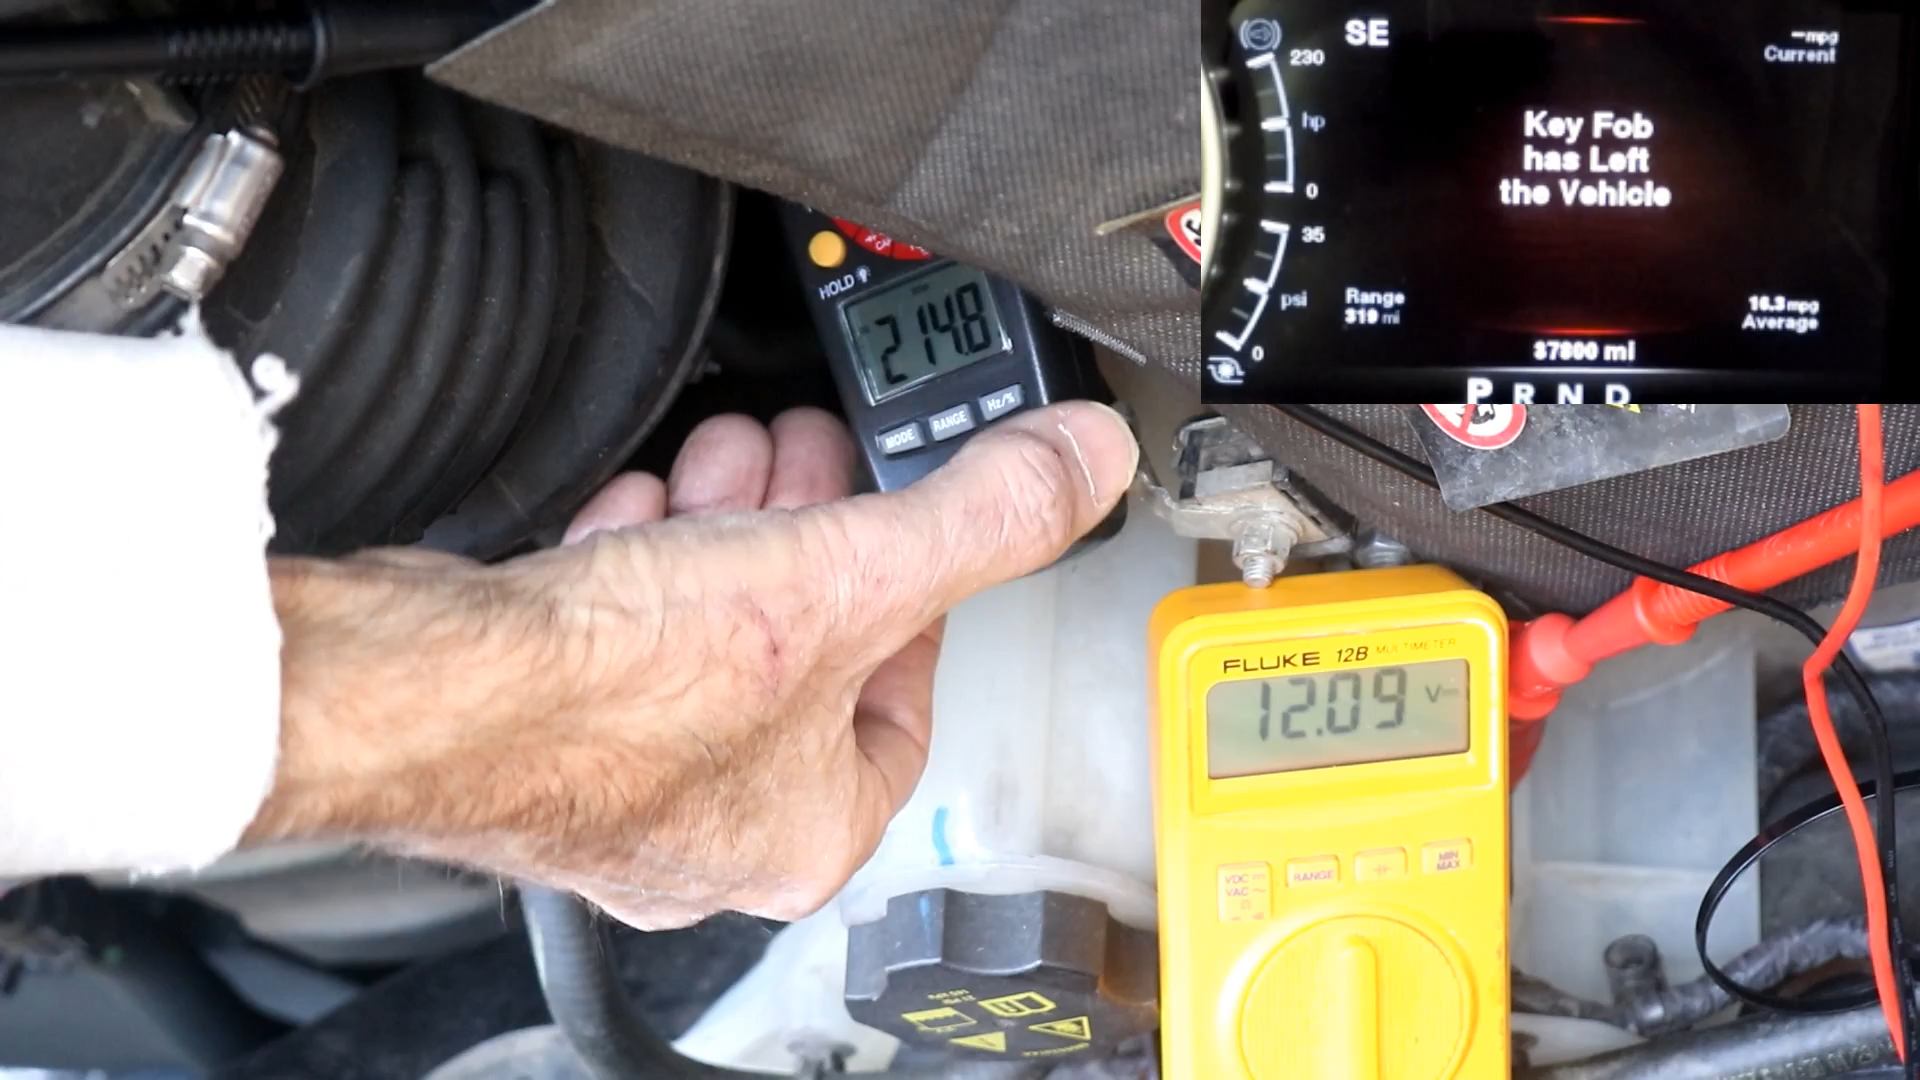 SE
230
hp
0
35
psi
0
--mpg
Current
Key Fob
has Left
the Vehicle
Range
319 mi
16.3 mpg
Average
37800 mi
P R N D
HOLD
-214.8
MODE
RANGE
Hz/%
FLUKE 12B MULTIMETER
12.09 V
VDC
VAC
Ω
RANGE
MIN
MAX